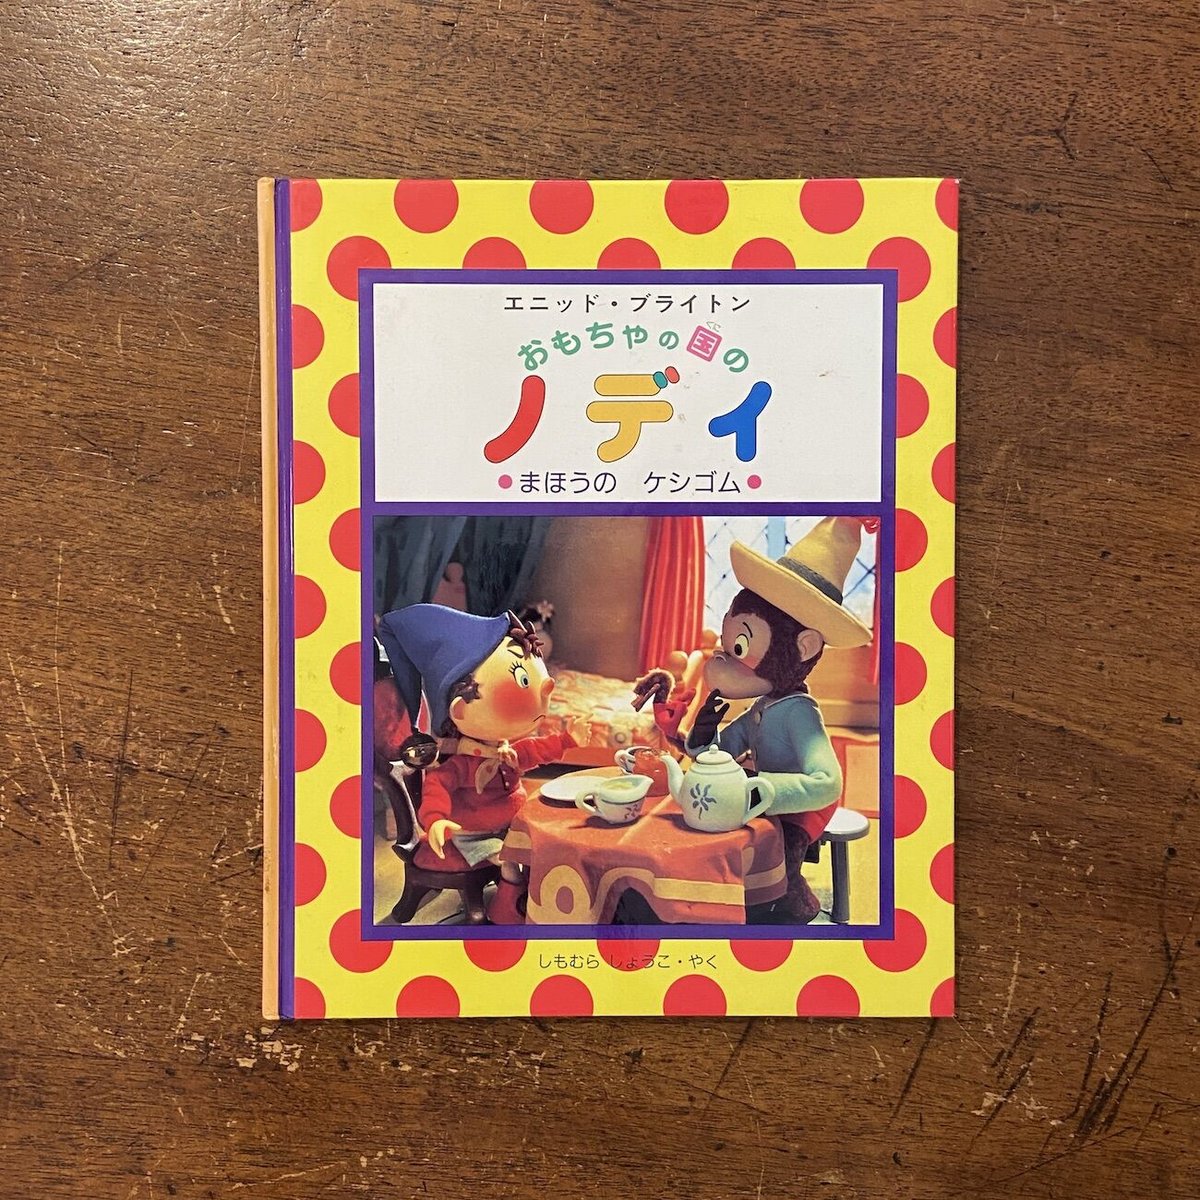 エニッド・ブライトン
おもちゃの国の
ノディ
まほうの ケシゴム
しもむら しょうこ・やく